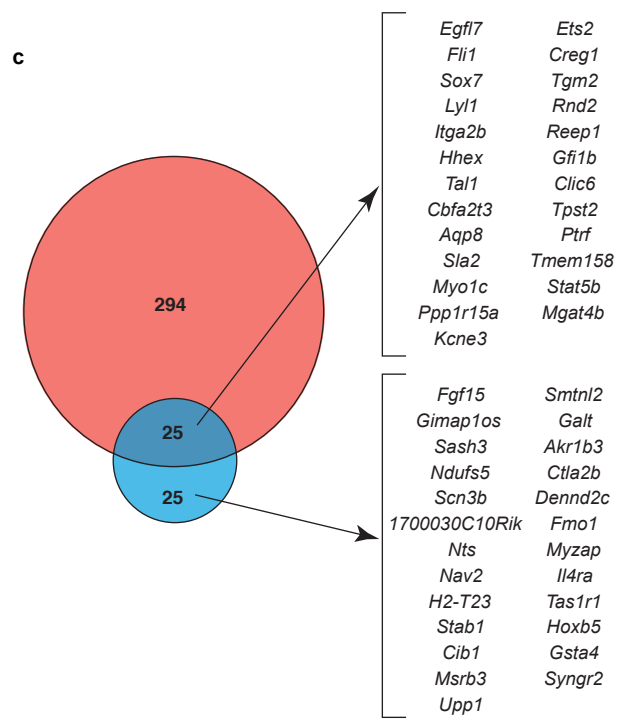 c
294
25
25
Egfl7 Ets2
Fli1 Creg1
Sox7 Tgm2
Lyl1 Rnd2
Itga2b Reep1
Hhex Gfi1b
Tal1 Clic6
Cbfa2t3 Tpst2
Aqp8 Ptrf
Sla2 Tmem158
Myo1c Stat5b
Ppp1r15a Mgat4b
Kcne3
Fgf15 Smtnl2
Gimap1os Galt
Sash3 Akr1b3
Ndufs5 Ctla2b
Scn3b Dennd2c
1700030C10Rik Fmo1
Nts Myzap
Nav2 Il4ra
H2-T23 Tas1r1
Stab1 Hoxb5
Cib1 Gsta4
Msrb3 Syngr2
Upp1